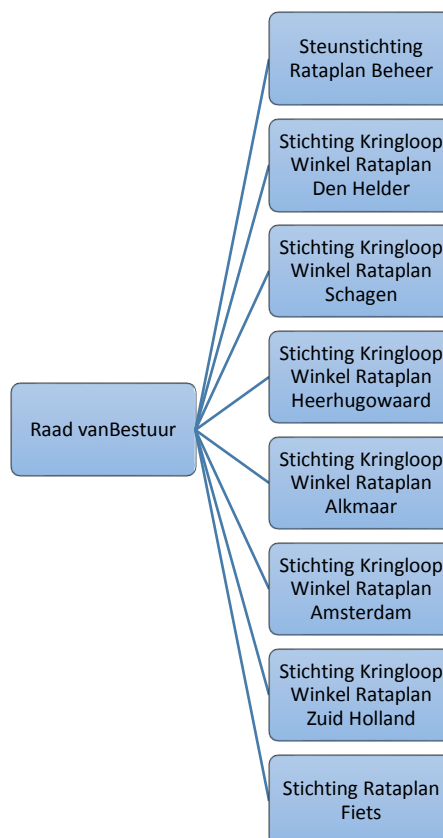 Steunstichting
Rataplan Beheer
Stichting Kringloop
Winkel Rataplan
Den Helder
Stichting Kringloop
Winkel Rataplan
Schagen
Stichting Kringloop
Winkel Rataplan
Heerhugowaard
Raad vanBestuur
Stichting Kringloop
Winkel Rataplan
Alkmaar
Stichting Kringloop
Winkel Rataplan
Amsterdam
Stichting Kringloop
Winkel Rataplan
Zuid Holland
Stichting Rataplan
Fiets